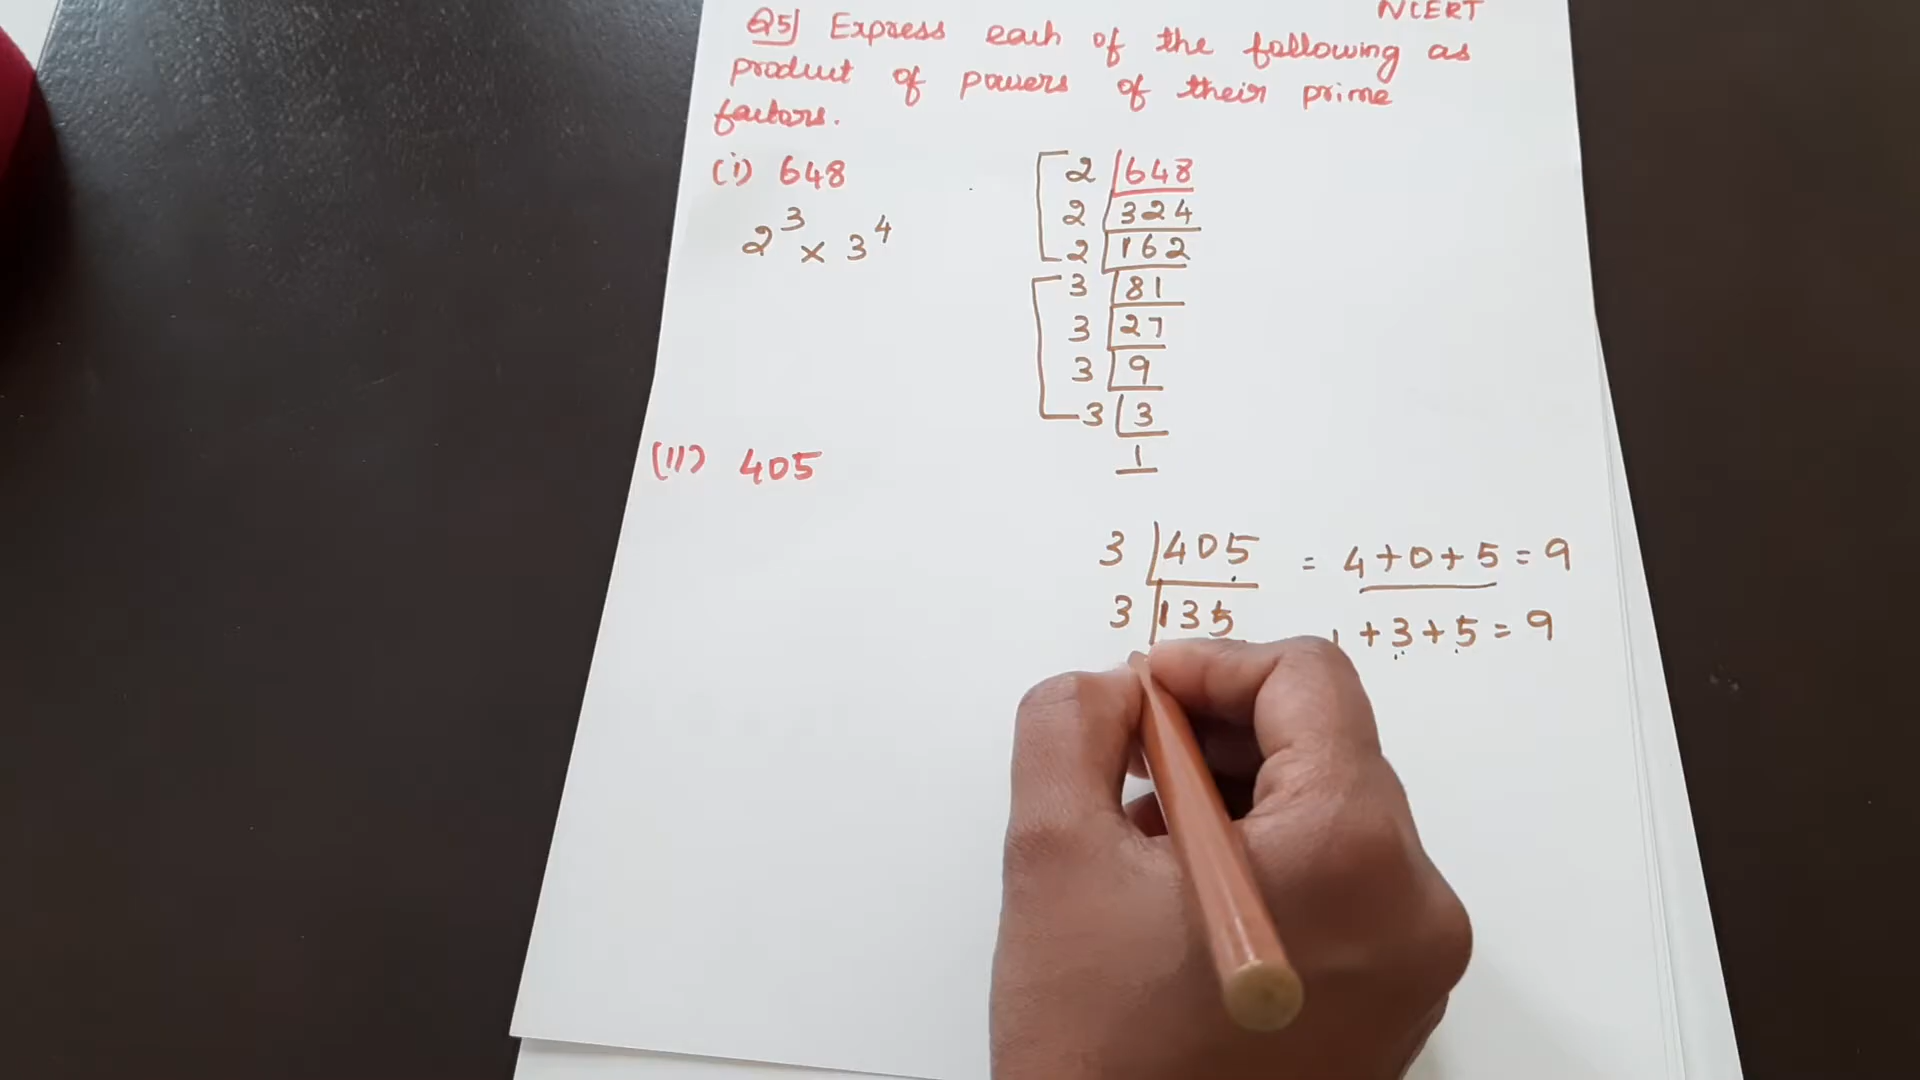 NCERT
Q5] Express each of the following as
product of powers of their prime
factors.
(i) 648
2³ × 3⁴
2 | 648
2 | 324
2 | 162
3 | 81
3 | 27
3 | 9
3 | 3
1
(ii) 405
3 | 405 = 4+0+5 = 9
3 | 135 1+3+5 = 9